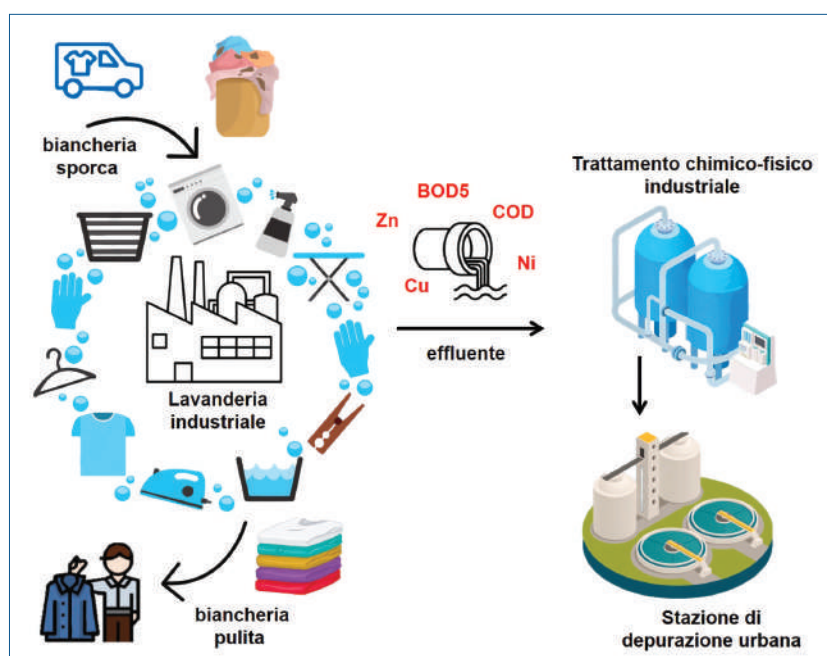 biancheria
sporca
BOD5
COD
Zn
Ni
Cu
Trattamento chimico-fisico
industriale
effluente
Lavanderia
industriale
biancheria
pulita
Stazione di
depurazione urbana